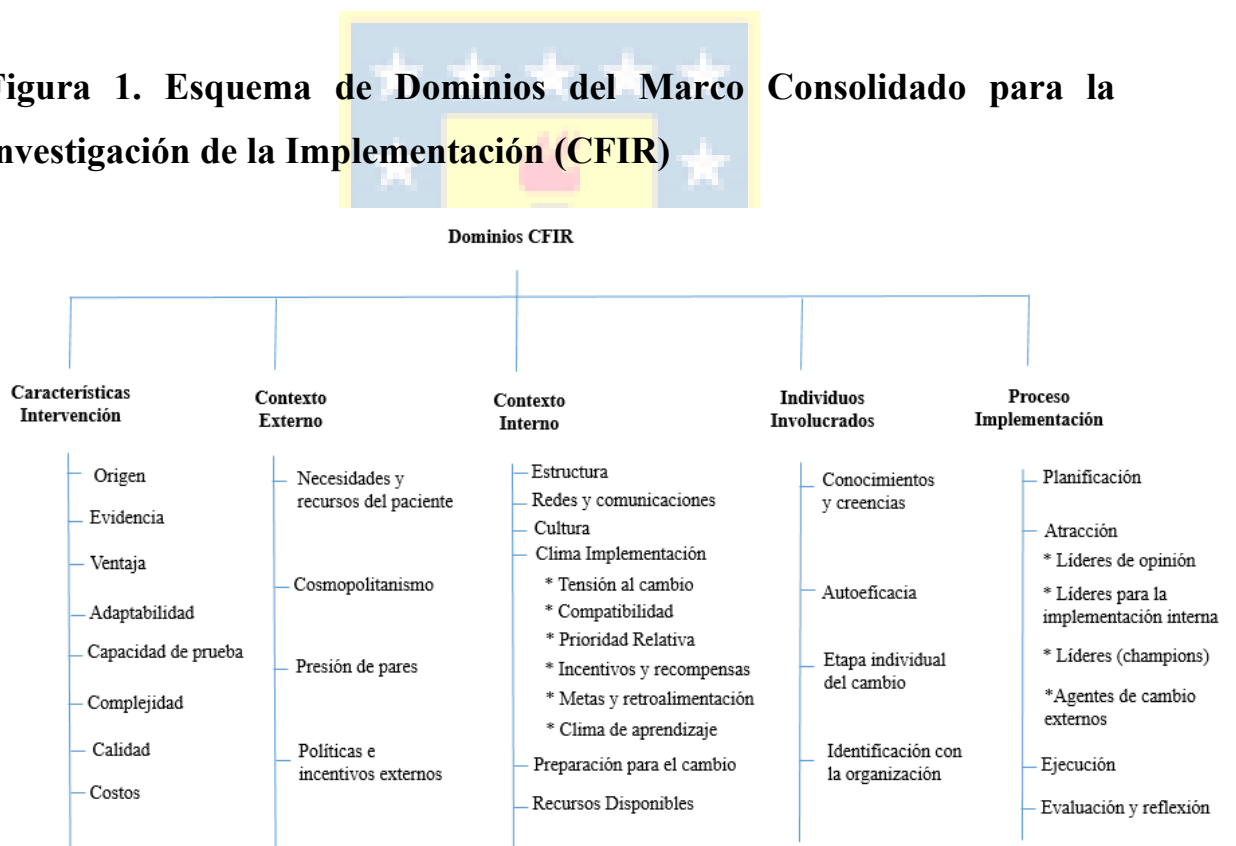 Figura 1. Esquema de Dominios del Marco Consolidado para la
Investigación de la Implementación (CFIR)
Dominios CFIR
Características
Intervención
Origen
Evidencia
Ventaja
Adaptabilidad
Capacidad de prueba
Complejidad
Calidad
Costos
Contexto
Externo
Necesidades y
recursos del paciente
Cosmopolitanismo
Presión de pares
Políticas e
incentivos externos
Contexto
Interno
Estructura
Redes y comunicaciones
Cultura
Clima Implementación
* Tensión al cambio
* Compatibilidad
* Prioridad Relativa
* Incentivos y recompensas
* Metas y retroalimentación
* Clima de aprendizaje
Preparación para el cambio
Recursos Disponibles
Individuos
Involucrados
Conocimientos
y creencias
Autoeficacia
Etapa individual
del cambio
Identificación con
la organización
Proceso
Implementación
Planificación
Atracción
* Líderes de opinión
* Líderes para la
implementación interna
* Líderes (champions)
*Agentes de cambio
externos
Ejecución
Evaluación y reflexión